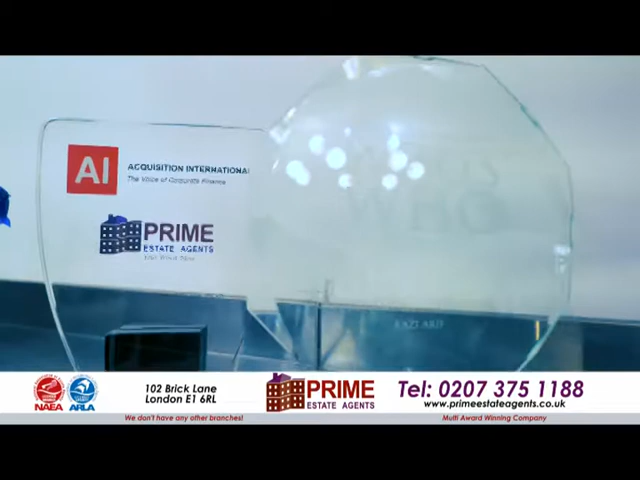 AI
ACQUISITION INTERNATIONAL
The Voice of Corporate Finance
PRIME
ESTATE AGENTS
KAZI ARIF
NAEA
ARLA
102 Brick Lane
London E1 6RL
PRIME
ESTATE AGENTS
Tel: 0207 375 1188
www.primeestateagents.co.uk
We don't have any other branches!
Multi Award Winning Company